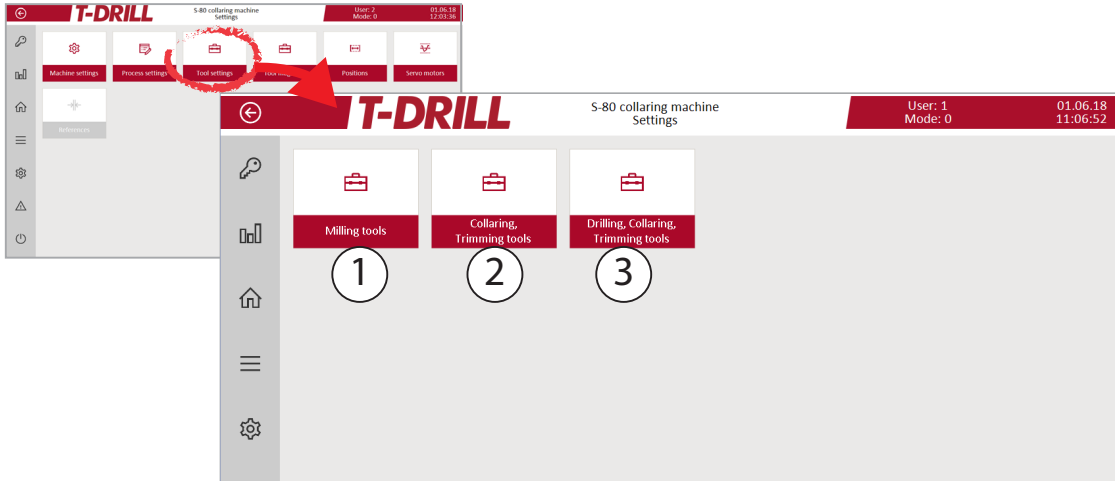 T-DRILL
S-80 collaring machine
Settings
User: 2
Mode: 0
01.06.18
12:03:36
Machine settings
Process settings
Tool settings
Positions
Servo motors
References
T-DRILL
S-80 collaring machine
Settings
User: 1
Mode: 0
01.06.18
11:06:52
Milling tools
Collaring,
Trimming tools
Drilling, Collaring,
Trimming tools
1
2
3